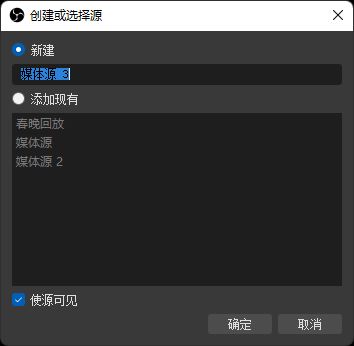 创建或选择源
新建
媒体源 3
添加现有
春晚回放
媒体源
媒体源 2
使源可见
确定
取消